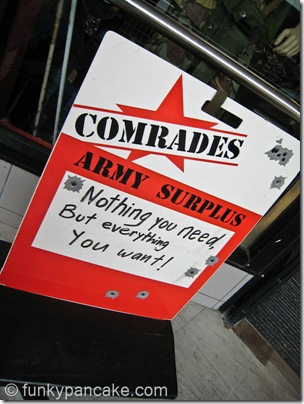 COMRADES
ARMY SURPLUS
Nothing you need,
But everything
You want!
© funkypancake.com